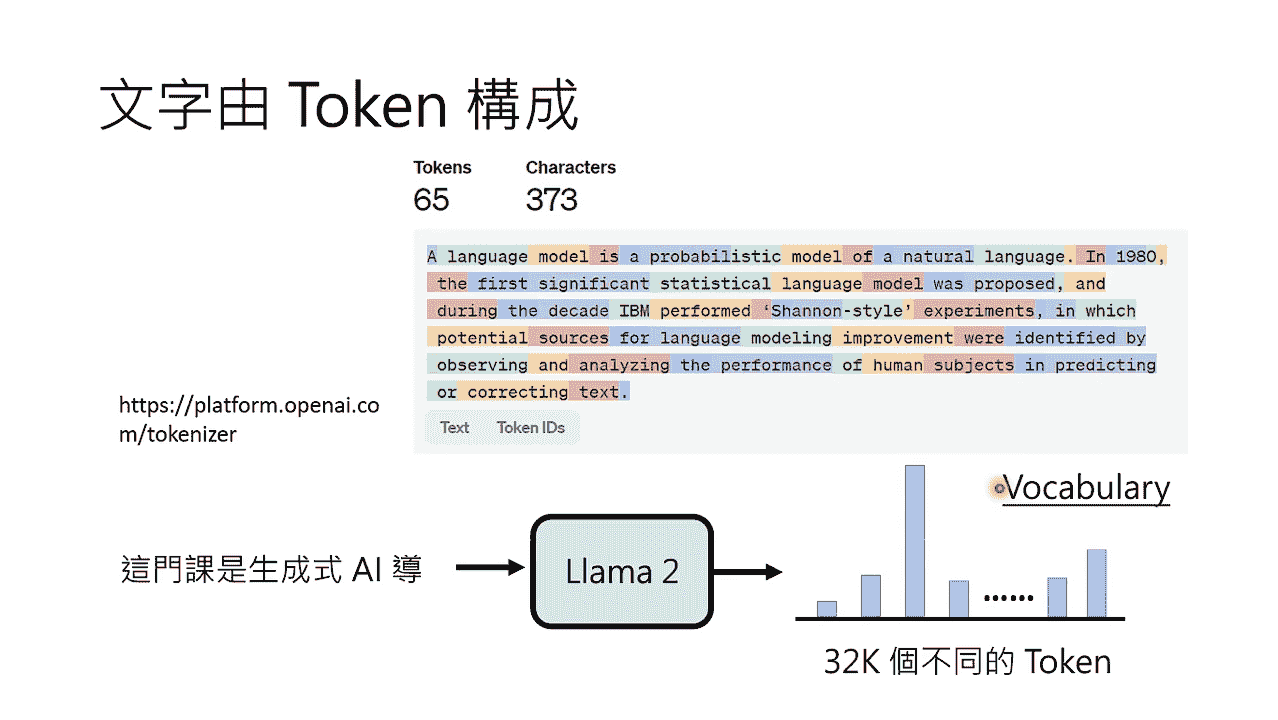 文字由 Token 構成
Tokens Characters
65 373
A language model is a probabilistic model of a natural language. In 1980,
the first significant statistical language model was proposed, and
during the decade IBM performed ‘Shannon-style’ experiments, in which
potential sources for language modeling improvement were identified by
observing and analyzing the performance of human subjects in predicting
or correcting text.
Text Token IDs
https://platform.openai.co
m/tokenizer
Vocabulary
這門課是生成式 AI 導
Llama 2
......
32K 個不同的 Token